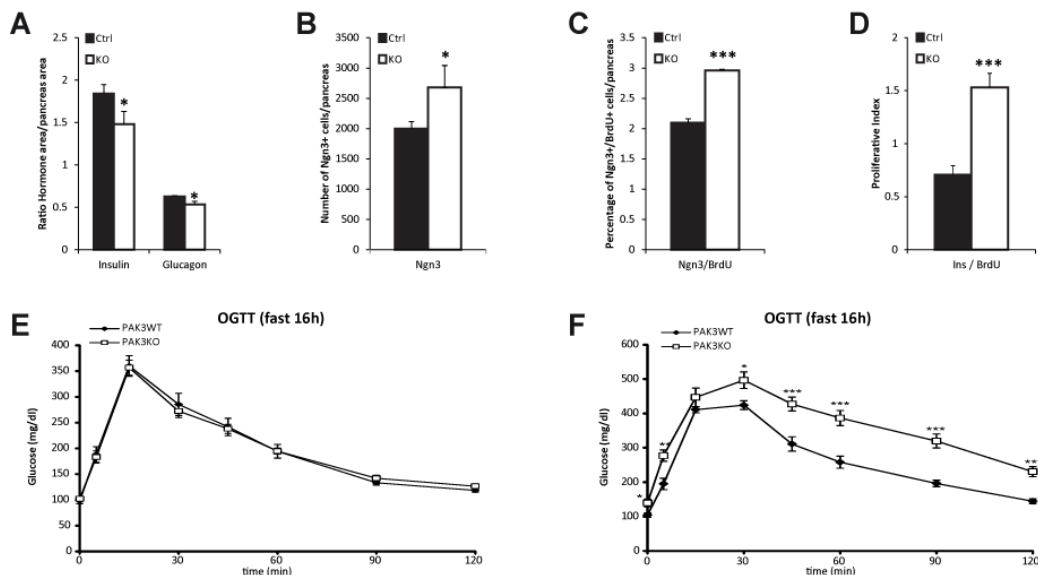 A
Ctrl
KO
Ratio Hormone area/pancreas area
2.5
2
1.5
1
0.5
0
*
*
Insulin
Glucagon
B
Ctrl
KO
Number of Ngn3+ cells/pancreas
3500
3000
2500
2000
1500
1000
500
0
*
Ngn3
C
Ctrl
KO
Percentage of Ngn3+/BrdU+ cells/pancreas
3.5
3
2.5
2
1.5
1
0.5
0
***
Ngn3/BrdU
D
Ctrl
KO
Proliferative Index
2
1.5
1
0.5
0
***
Ins / BrdU
E
OGTT (fast 16h)
PAK3WT
PAK3KO
Glucose (mg/dl)
400
350
300
250
200
150
100
50
0
0
30
60
90
120
time (min)
F
OGTT (fast 16h)
PAK3WT
PAK3KO
Glucose (mg/dl)
600
500
400
300
200
100
0
*
**
*
***
***
***
0
30
60
90
120
time (min)